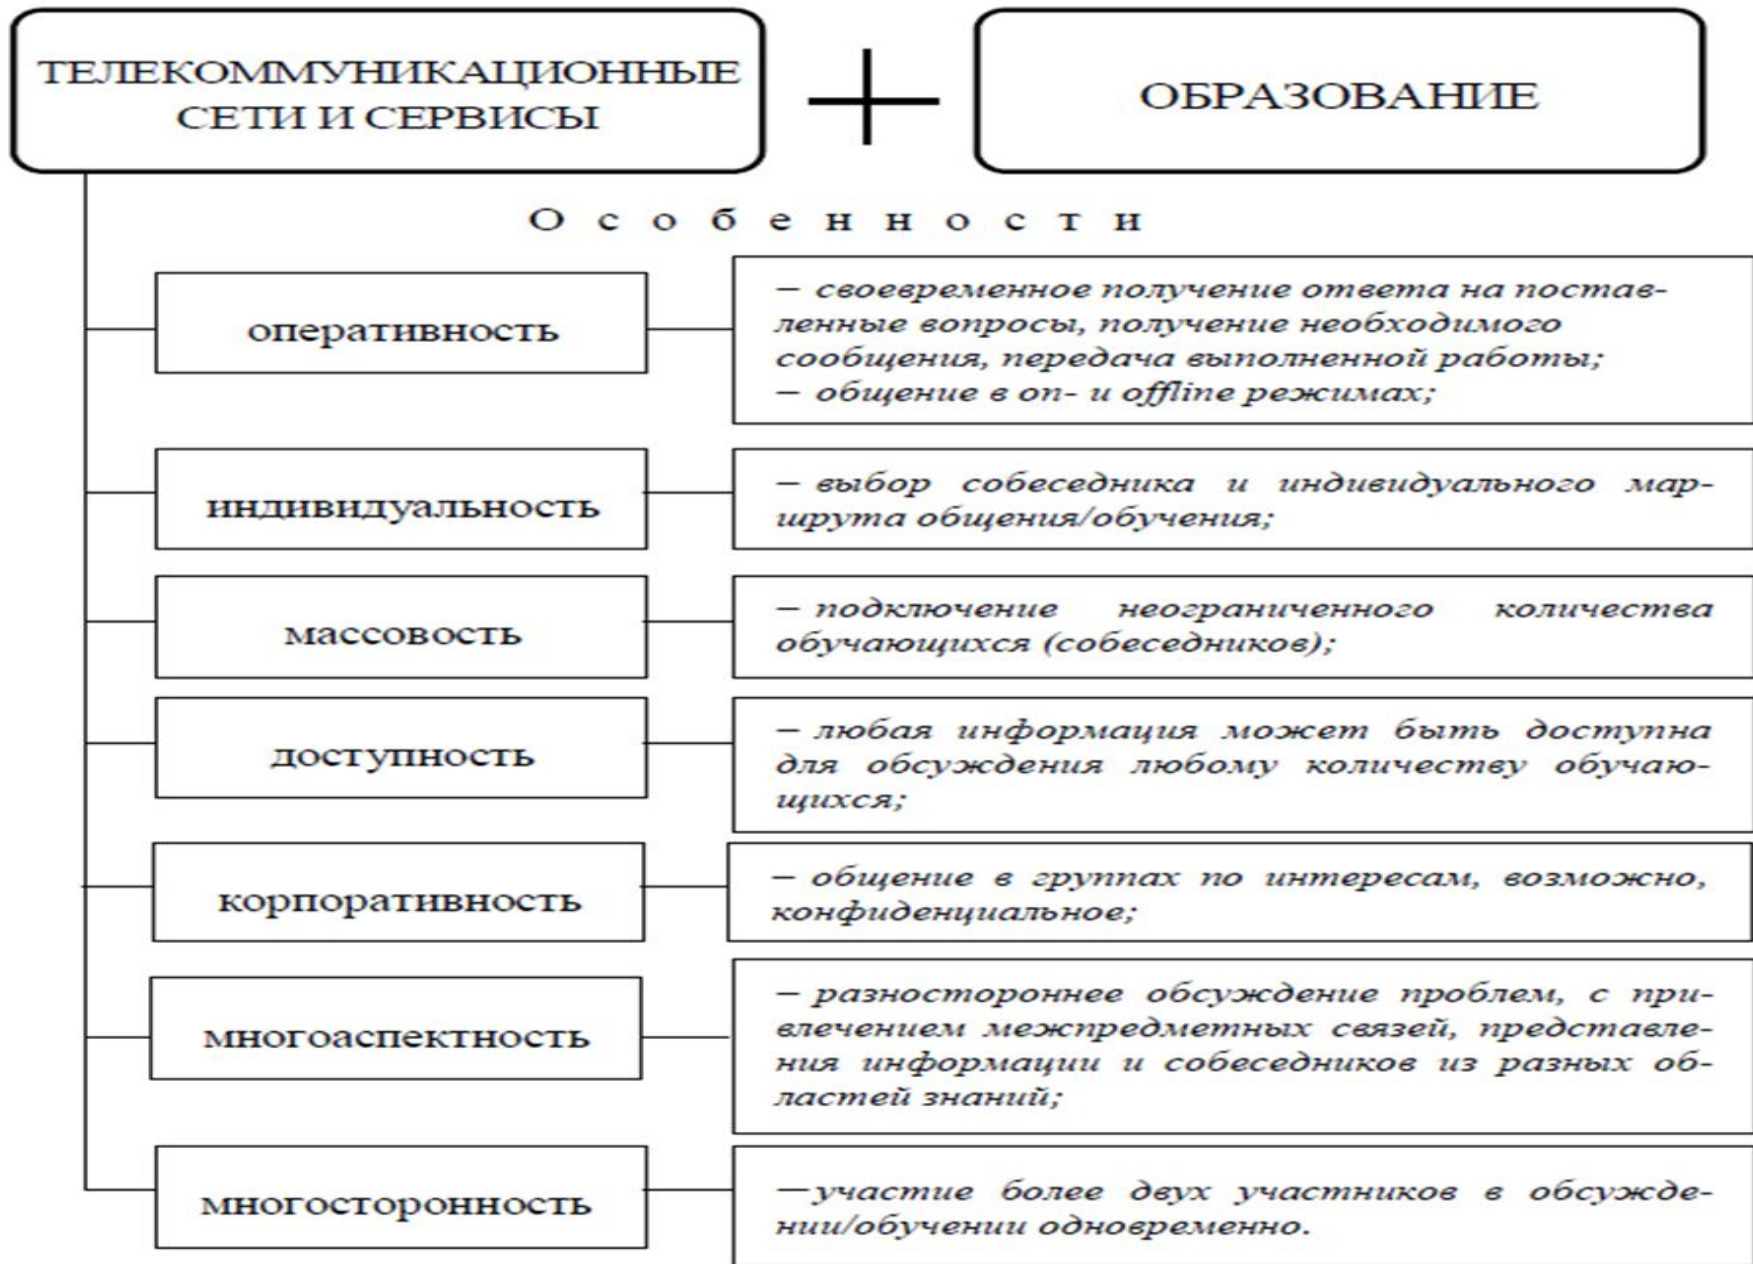 ТЕЛЕКОММУНИКАЦИОННЫЕ
СЕТИ И СЕРВИСЫ
ОБРАЗОВАНИЕ
Особенности
оперативность
– своевременное получение ответа на постав-
ленные вопросы, получение необходимого
сообщения, передача выполненной работы;
– общение в on- и offline режимах;
индивидуальность
– выбор собеседника и индивидуального мар-
шрута общения/обучения;
массовость
– подключение неограниченного количества
обучающихся (собеседников);
доступность
– любая информация может быть доступна
для обсуждения любому количеству обучаю-
щихся;
корпоративность
– общение в группах по интересам, возможно,
конфиденциальное;
многоаспектность
– разностороннее обсуждение проблем, с при-
влечением межпредметных связей, представле-
ния информации и собеседников из разных об-
ластей знаний;
многосторонность
– участие более двух участников в обсужде-
нии/обучении одновременно.